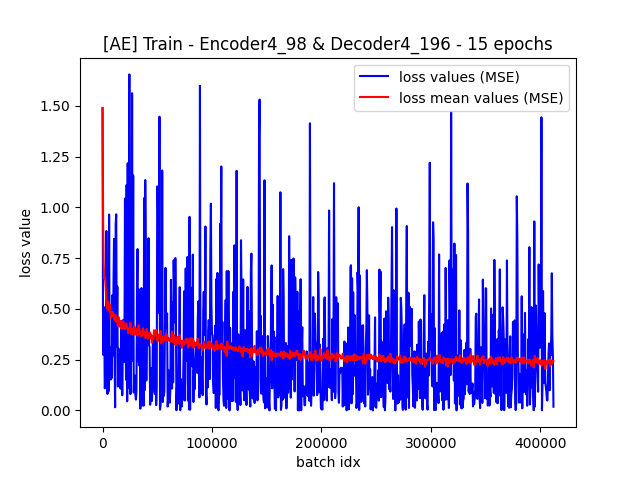 [AE] Train - Encoder4_98 & Decoder4_196 - 15 epochs
loss values (MSE)
loss mean values (MSE)
1.50
1.25
1.00
0.75
0.50
0.25
0.00
loss value
0 100000 200000 300000 400000
batch idx